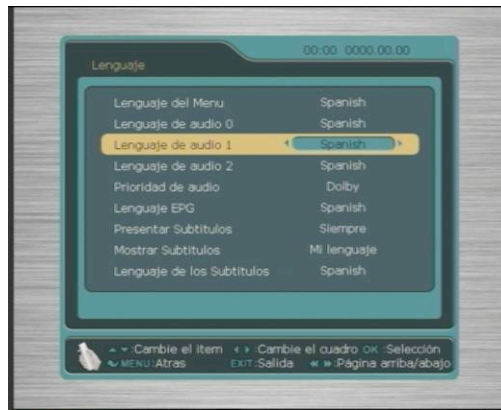 00:00 0000.00.00
Lenguaje
Lenguaje del Menu Spanish
Lenguaje de audio 0 Spanish
Lenguaje de audio 1 Spanish
Lenguaje de audio 2 Spanish
Prioridad de audio Dolby
Lenguaje EPG Spanish
Presentar Subtitulos Siempre
Mostrar Subtitulos Mi lenguaje
Lenguaje de los Subtitulos Spanish
:Cambie el item :Cambie el cuadro OK :Selección
MENU:Atras EXIT:Salida :Página arriba/abajo